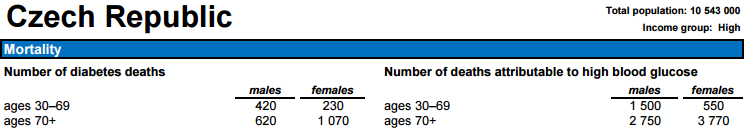 Czech Republic
Total population: 10 543 000
Income group: High
Mortality
Number of diabetes deaths Number of deaths attributable to high blood glucose
males females males females
ages 30–69 420 230 ages 30–69 1 500 550
ages 70+ 620 1 070 ages 70+ 2 750 3 770